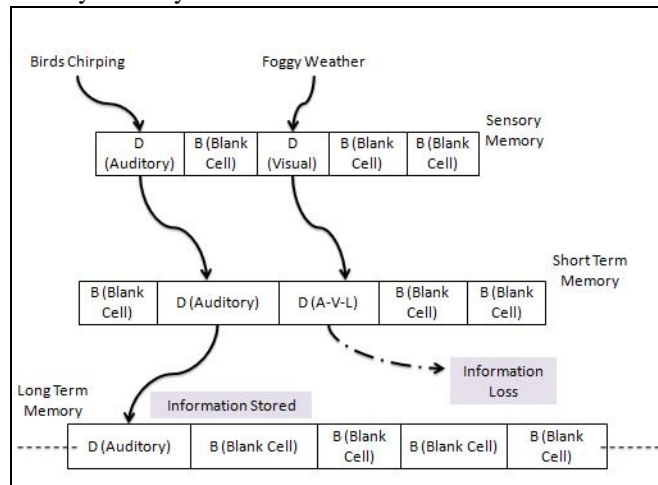 Birds Chirping
Foggy Weather
Sensory
Memory
D
(Auditory)
B (Blank
Cell)
D
(Visual)
B (Blank
Cell)
B (Blank
Cell)
Short Term
Memory
B (Blank
Cell)
D (Auditory)
D (A-V-L)
B (Blank
Cell)
B (Blank
Cell)
Information
Loss
Long Term
Memory
Information Stored
D (Auditory)
B (Blank Cell)
B (Blank
Cell)
B (Blank Cell)
B (Blank
Cell)